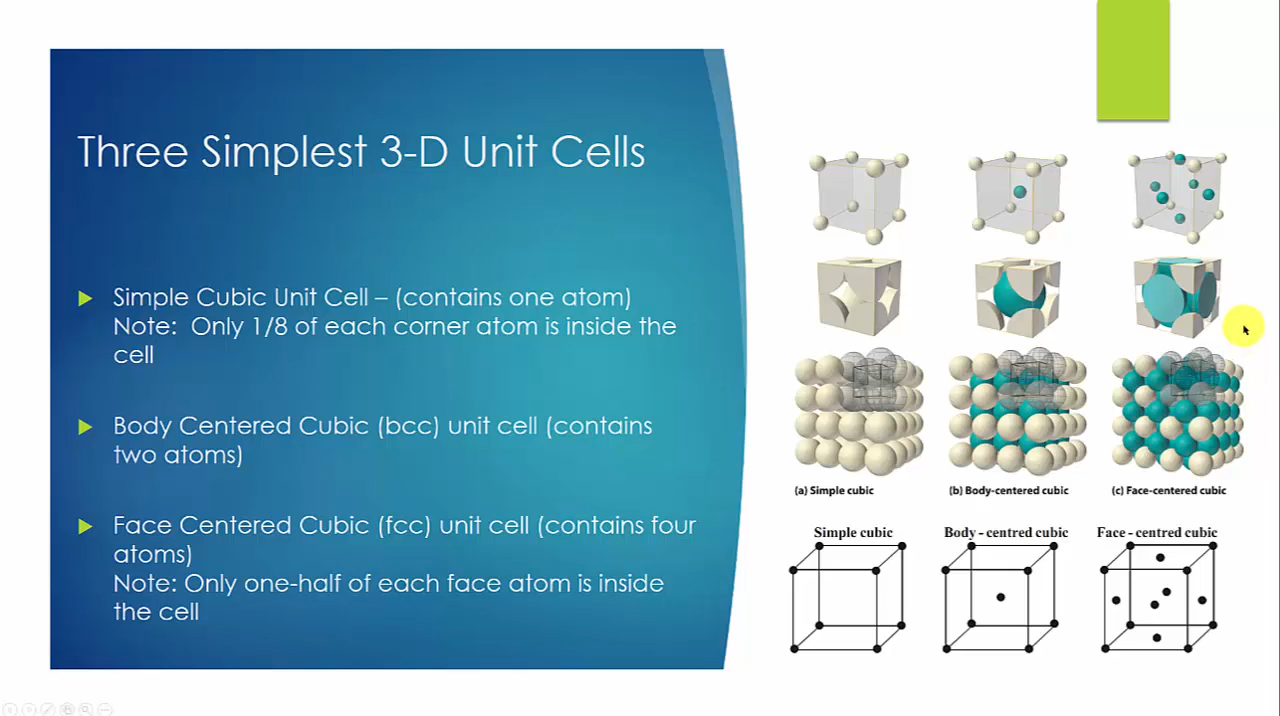 Three Simplest 3-D Unit Cells
Simple Cubic Unit Cell – (contains one atom)
Note:  Only 1/8 of each corner atom is inside the
cell
Body Centered Cubic (bcc) unit cell (contains
two atoms)
Face Centered Cubic (fcc) unit cell (contains four
atoms)
Note: Only one-half of each face atom is inside
the cell
(a) Simple cubic
(b) Body-centered cubic
(c) Face-centered cubic
Simple cubic
Body - centred cubic
Face - centred cubic